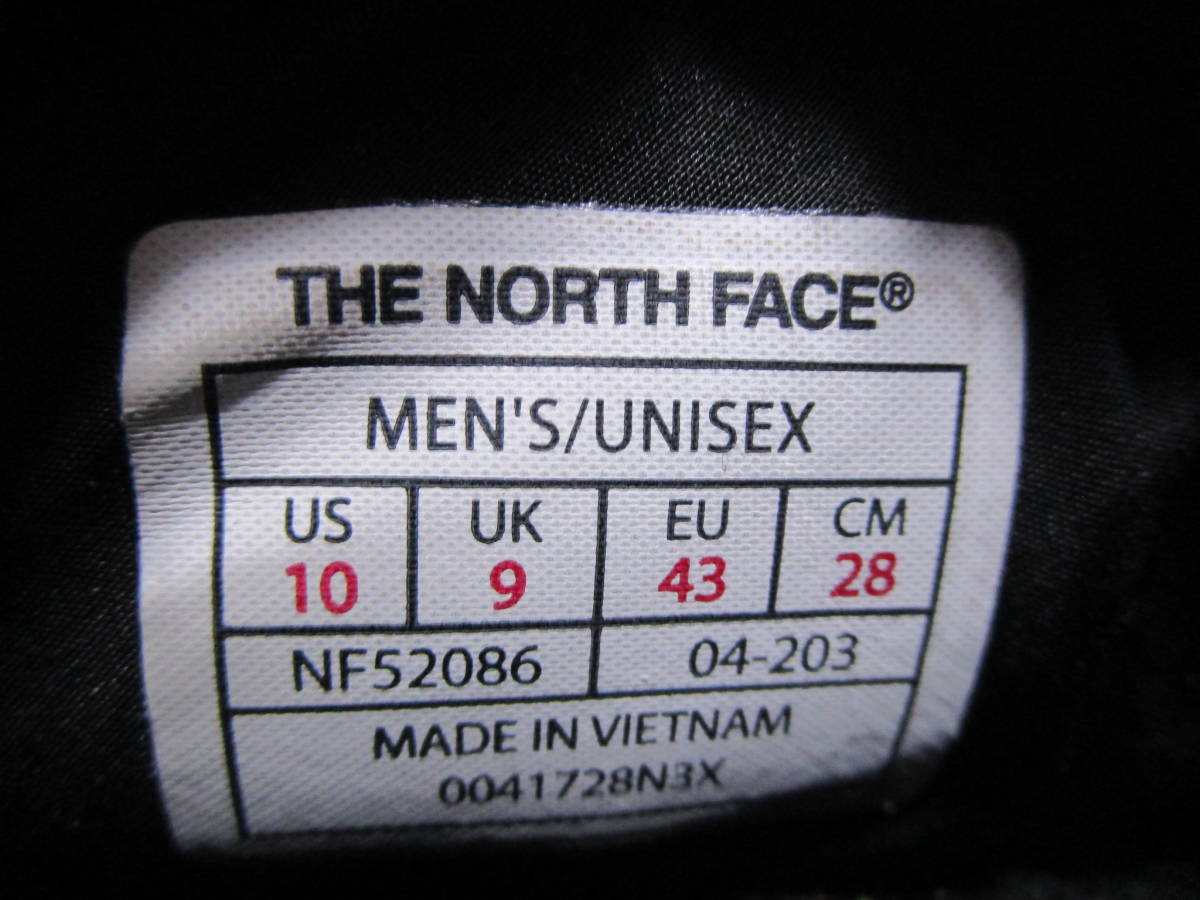 THE NORTH FACE®
MEN'S/UNISEX
US UK EU CM
10 9 43 28
NF52086 04-203
MADE IN VIETNAM
0041728N3X